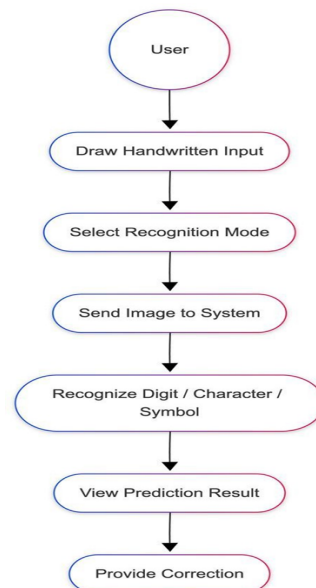 User
Draw Handwritten Input
Select Recognition Mode
Send Image to System
Recognize Digit / Character /
Symbol
View Prediction Result
Provide Correction